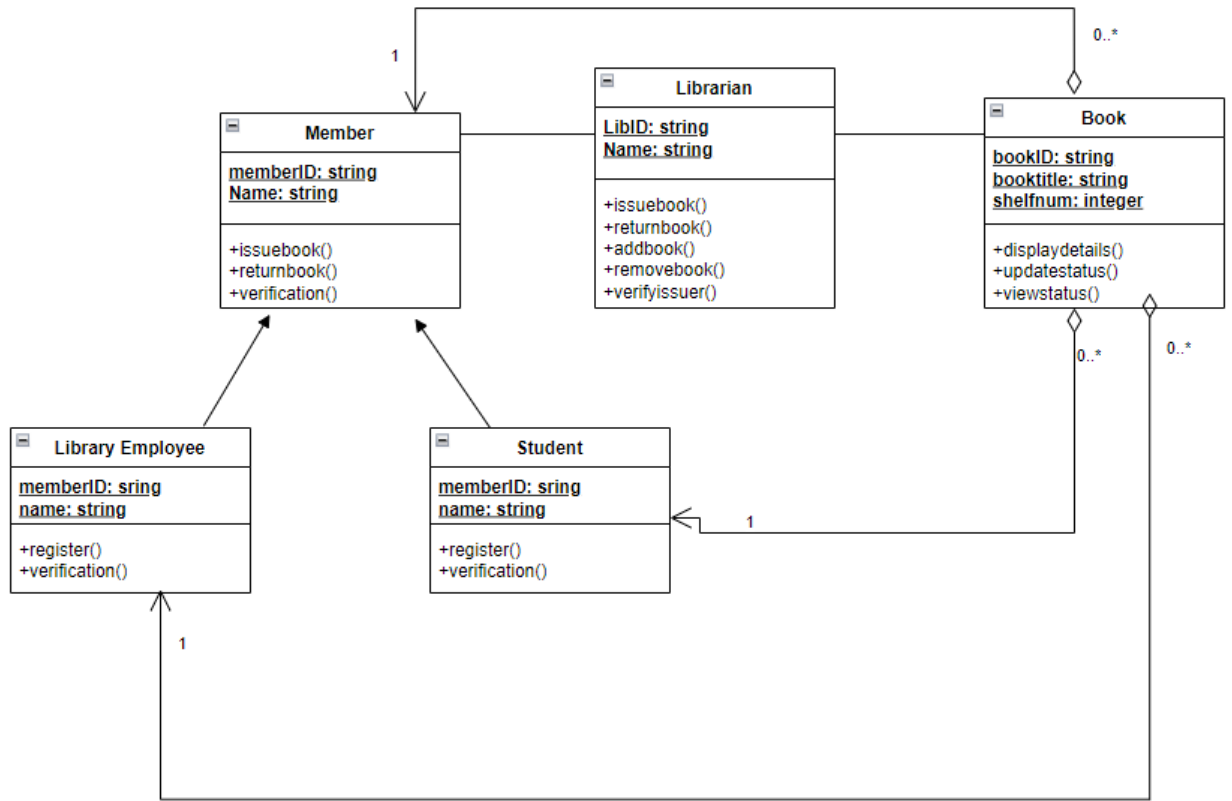 0..*
1
Librarian
LibID: string
Name: string
+issuebook()
+returnbook()
+addbook()
+removebook()
+verifyissuer()
Member
memberID: string
Name: string
+issuebook()
+returnbook()
+verification()
Book
bookID: string
booktitle: string
shelfnum: integer
+displaydetails()
+updatestatus()
+viewstatus()
0..*
0..*
Library Employee
memberID: sring
name: string
+register()
+verification()
Student
memberID: sring
name: string
+register()
+verification()
1
1